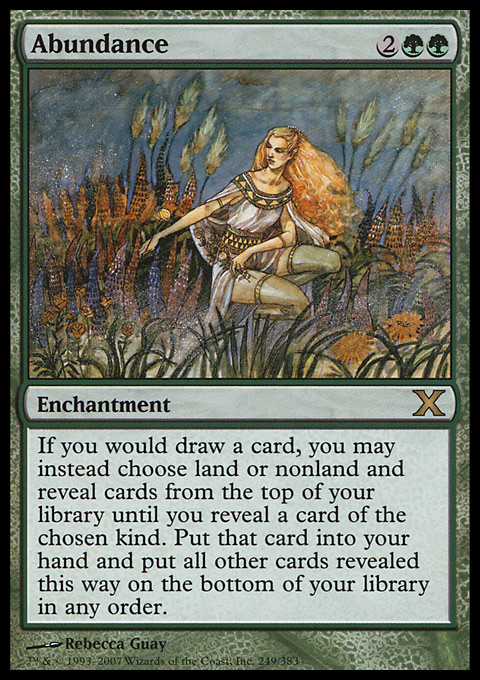 Abundance 2
Enchantment X
If you would draw a card, you may
instead choose land or nonland and
reveal cards from the top of your
library until you reveal a card of the
chosen kind. Put that card into your
hand and put all other cards revealed
this way on the bottom of your library
in any order.
Rebecca Guay
™ & © 1993–2007 Wizards of the Coast, Inc. 249/383